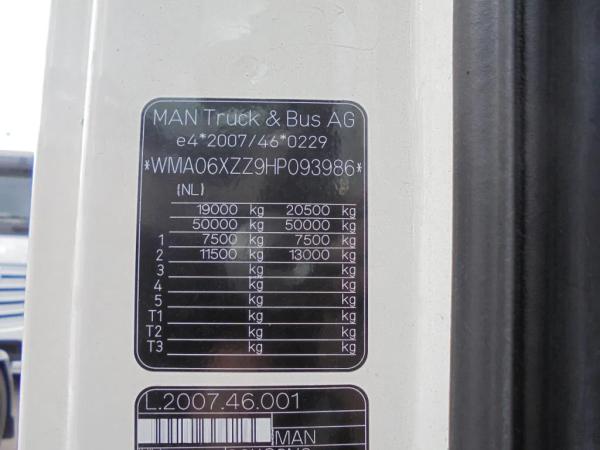 MAN Truck & Bus AG
e4*2007/46*0229
*WMA06XZZ9HP093986*
(NL)
19000 kg 20500 kg
50000 kg 50000 kg
1 7500 kg 7500 kg
2 11500 kg 13000 kg
3 kg kg
4 kg kg
5 kg kg
T1 kg kg
T2 kg kg
T3 kg kg
L.2007.46.001
MAN